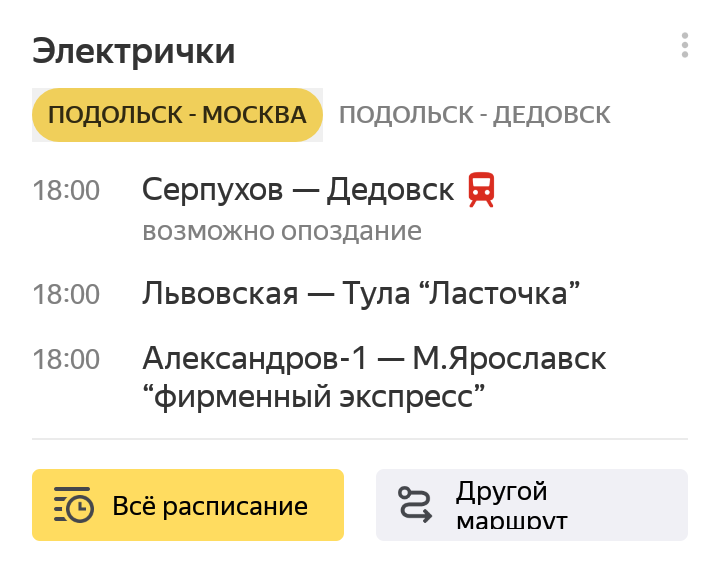 Электрички
ПОДОЛЬСК - МОСКВА
ПОДОЛЬСК - ДЕДОВСК
18:00 Серпухов — Дедовск
возможно опоздание
18:00 Львовская — Тула “Ласточка”
18:00 Александров-1 — М.Ярославск
“фирменный экспресс”
Всё расписание
Другой
маршрут